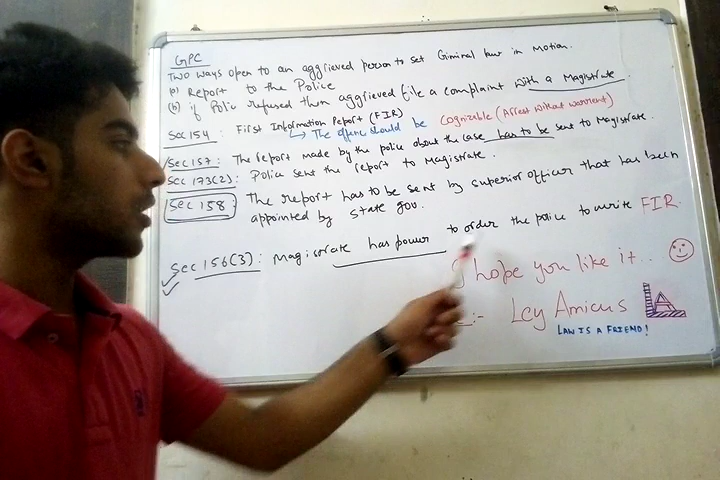 GPC
TWO ways open to an aggrieved person to set Criminal law in Motion.
(a) Report to the Police
(b) if Polic refused then aggrieved file a complaint with a Magistrate.
Sec 154 : First Information Report (FIR)
↳ The offence should be Cognizable (Arrest without warrent)
Sec 157 : The report made by the police about the case has to be sent to Magistrate.
Sec 173(2) : Police sent the report to Magistrate.
Sec 158 : The report has to be sent by superior officer that has been
appointed by state gov.
Sec 156(3) : Magistrate has power to order the police to write FIR.
I hope you like it..
:- Ley Amicus
LAW IS A FRIEND!